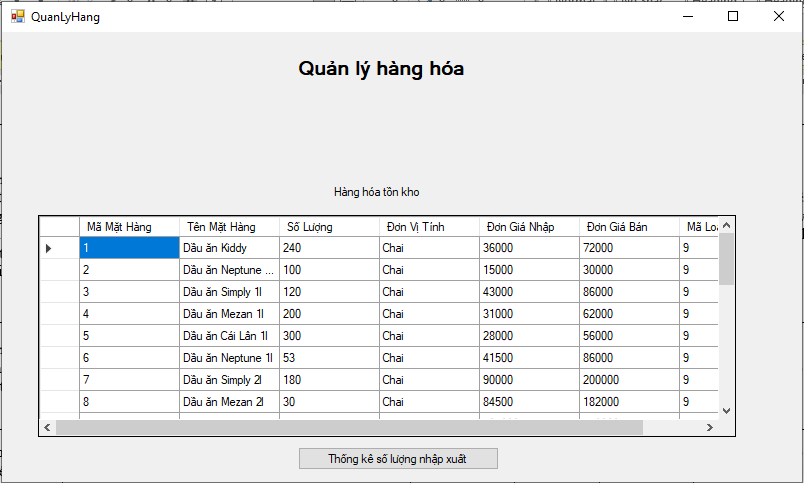 QuanLyHang
Quản lý hàng hóa
Hàng hóa tồn kho
Mã Mặt Hàng Tên Mặt Hàng Số Lượng Đơn Vị Tính Đơn Giá Nhập Đơn Giá Bán Mã Loạ
1 Dầu ăn Kiddy 240 Chai 36000 72000 9
2 Dầu ăn Neptune ... 100 Chai 15000 30000 9
3 Dầu ăn Simply 1l 120 Chai 43000 86000 9
4 Dầu ăn Mezan 1l 200 Chai 31000 62000 9
5 Dầu ăn Cái Lân 1l 300 Chai 28000 56000 9
6 Dầu ăn Neptune 1l 53 Chai 41500 86000 9
7 Dầu ăn Simply 2l 180 Chai 90000 200000 9
8 Dầu ăn Mezan 2l 30 Chai 84500 182000 9
Thống kê số lượng nhập xuất